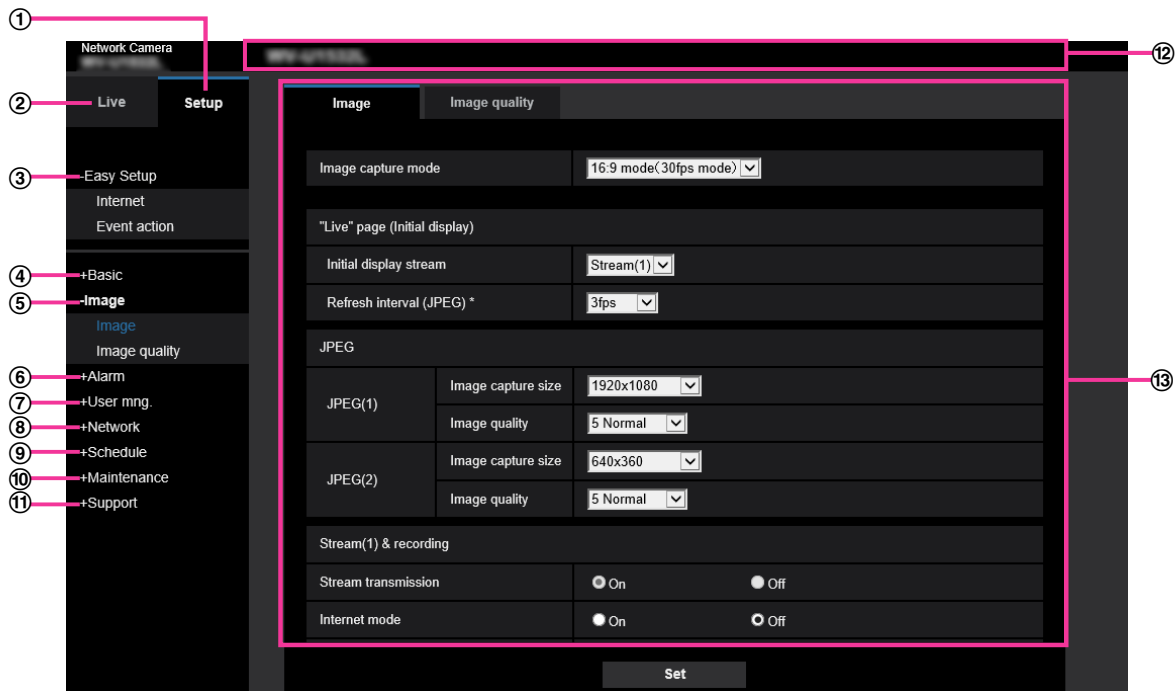 ①
Network Camera
⑫
② Live Setup
Image Image quality
③ -Easy Setup
Internet
Event action
④ +Basic
⑤ -Image
Image
Image quality
⑥ +Alarm
⑦ +User mng.
⑧ +Network
⑨ +Schedule
⑩ +Maintenance
⑪ +Support
Image capture mode 16:9 mode(30fps mode)
"Live" page (Initial display)
Initial display stream Stream(1)
Refresh interval (JPEG) * 3fps
JPEG
JPEG(1) Image capture size 1920x1080
Image quality 5 Normal
JPEG(2) Image capture size 640x360
Image quality 5 Normal
Stream(1) & recording
Stream transmission On Off
Internet mode On Off
⑬
Set